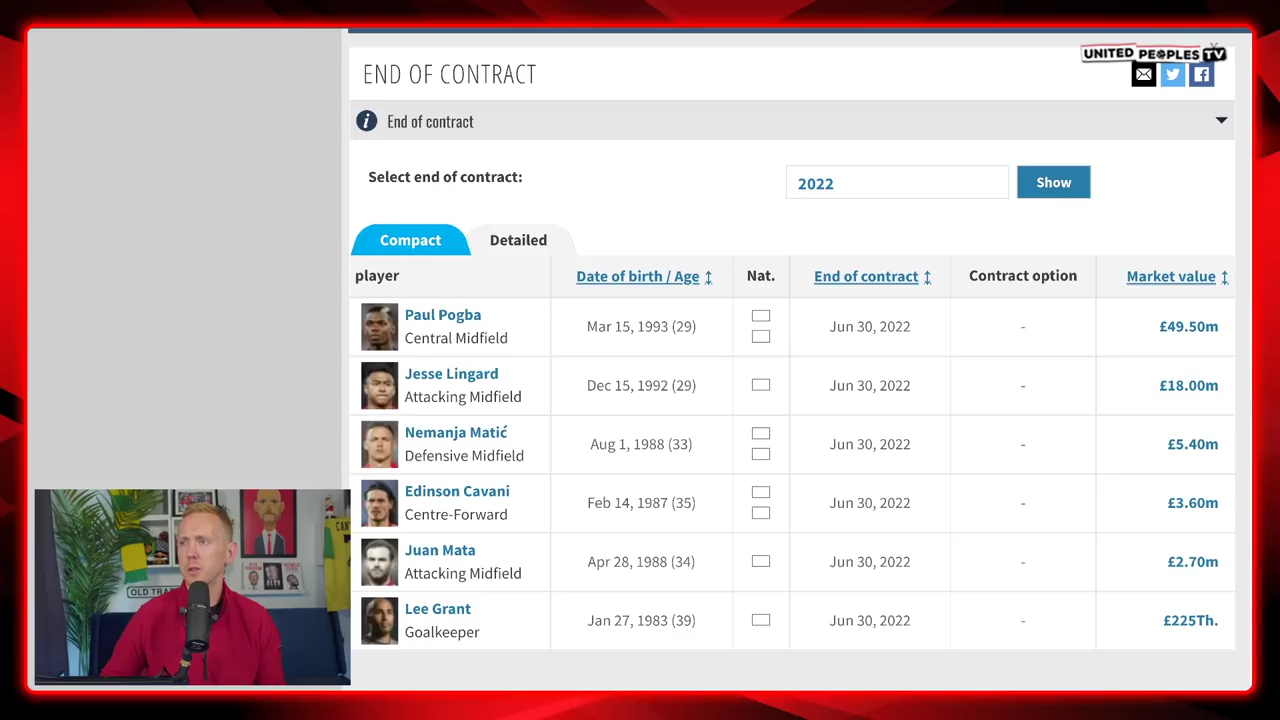 UNITED PEOPLES TV
END OF CONTRACT
i End of contract
Select end of contract: 2022 Show
Compact Detailed
player Date of birth / Age Nat. End of contract Contract option Market value
Paul Pogba
Central Midfield Mar 15, 1993 (29) Jun 30, 2022 - £49.50m
Jesse Lingard
Attacking Midfield Dec 15, 1992 (29) Jun 30, 2022 - £18.00m
Nemanja Matić
Defensive Midfield Aug 1, 1988 (33) Jun 30, 2022 - £5.40m
Edinson Cavani
Centre-Forward Feb 14, 1987 (35) Jun 30, 2022 - £3.60m
Juan Mata
Attacking Midfield Apr 28, 1988 (34) Jun 30, 2022 - £2.70m
Lee Grant
Goalkeeper Jan 27, 1983 (39) Jun 30, 2022 - £225Th.
OLD TRA
CAN